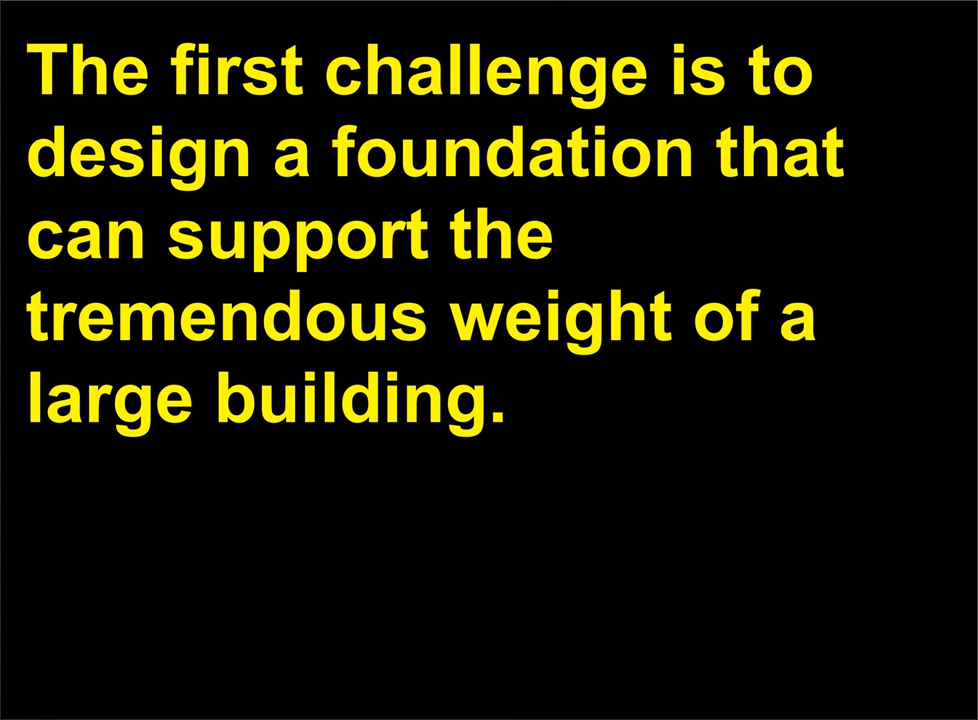 The first challenge is to
design a foundation that
can support the
tremendous weight of a
large building.